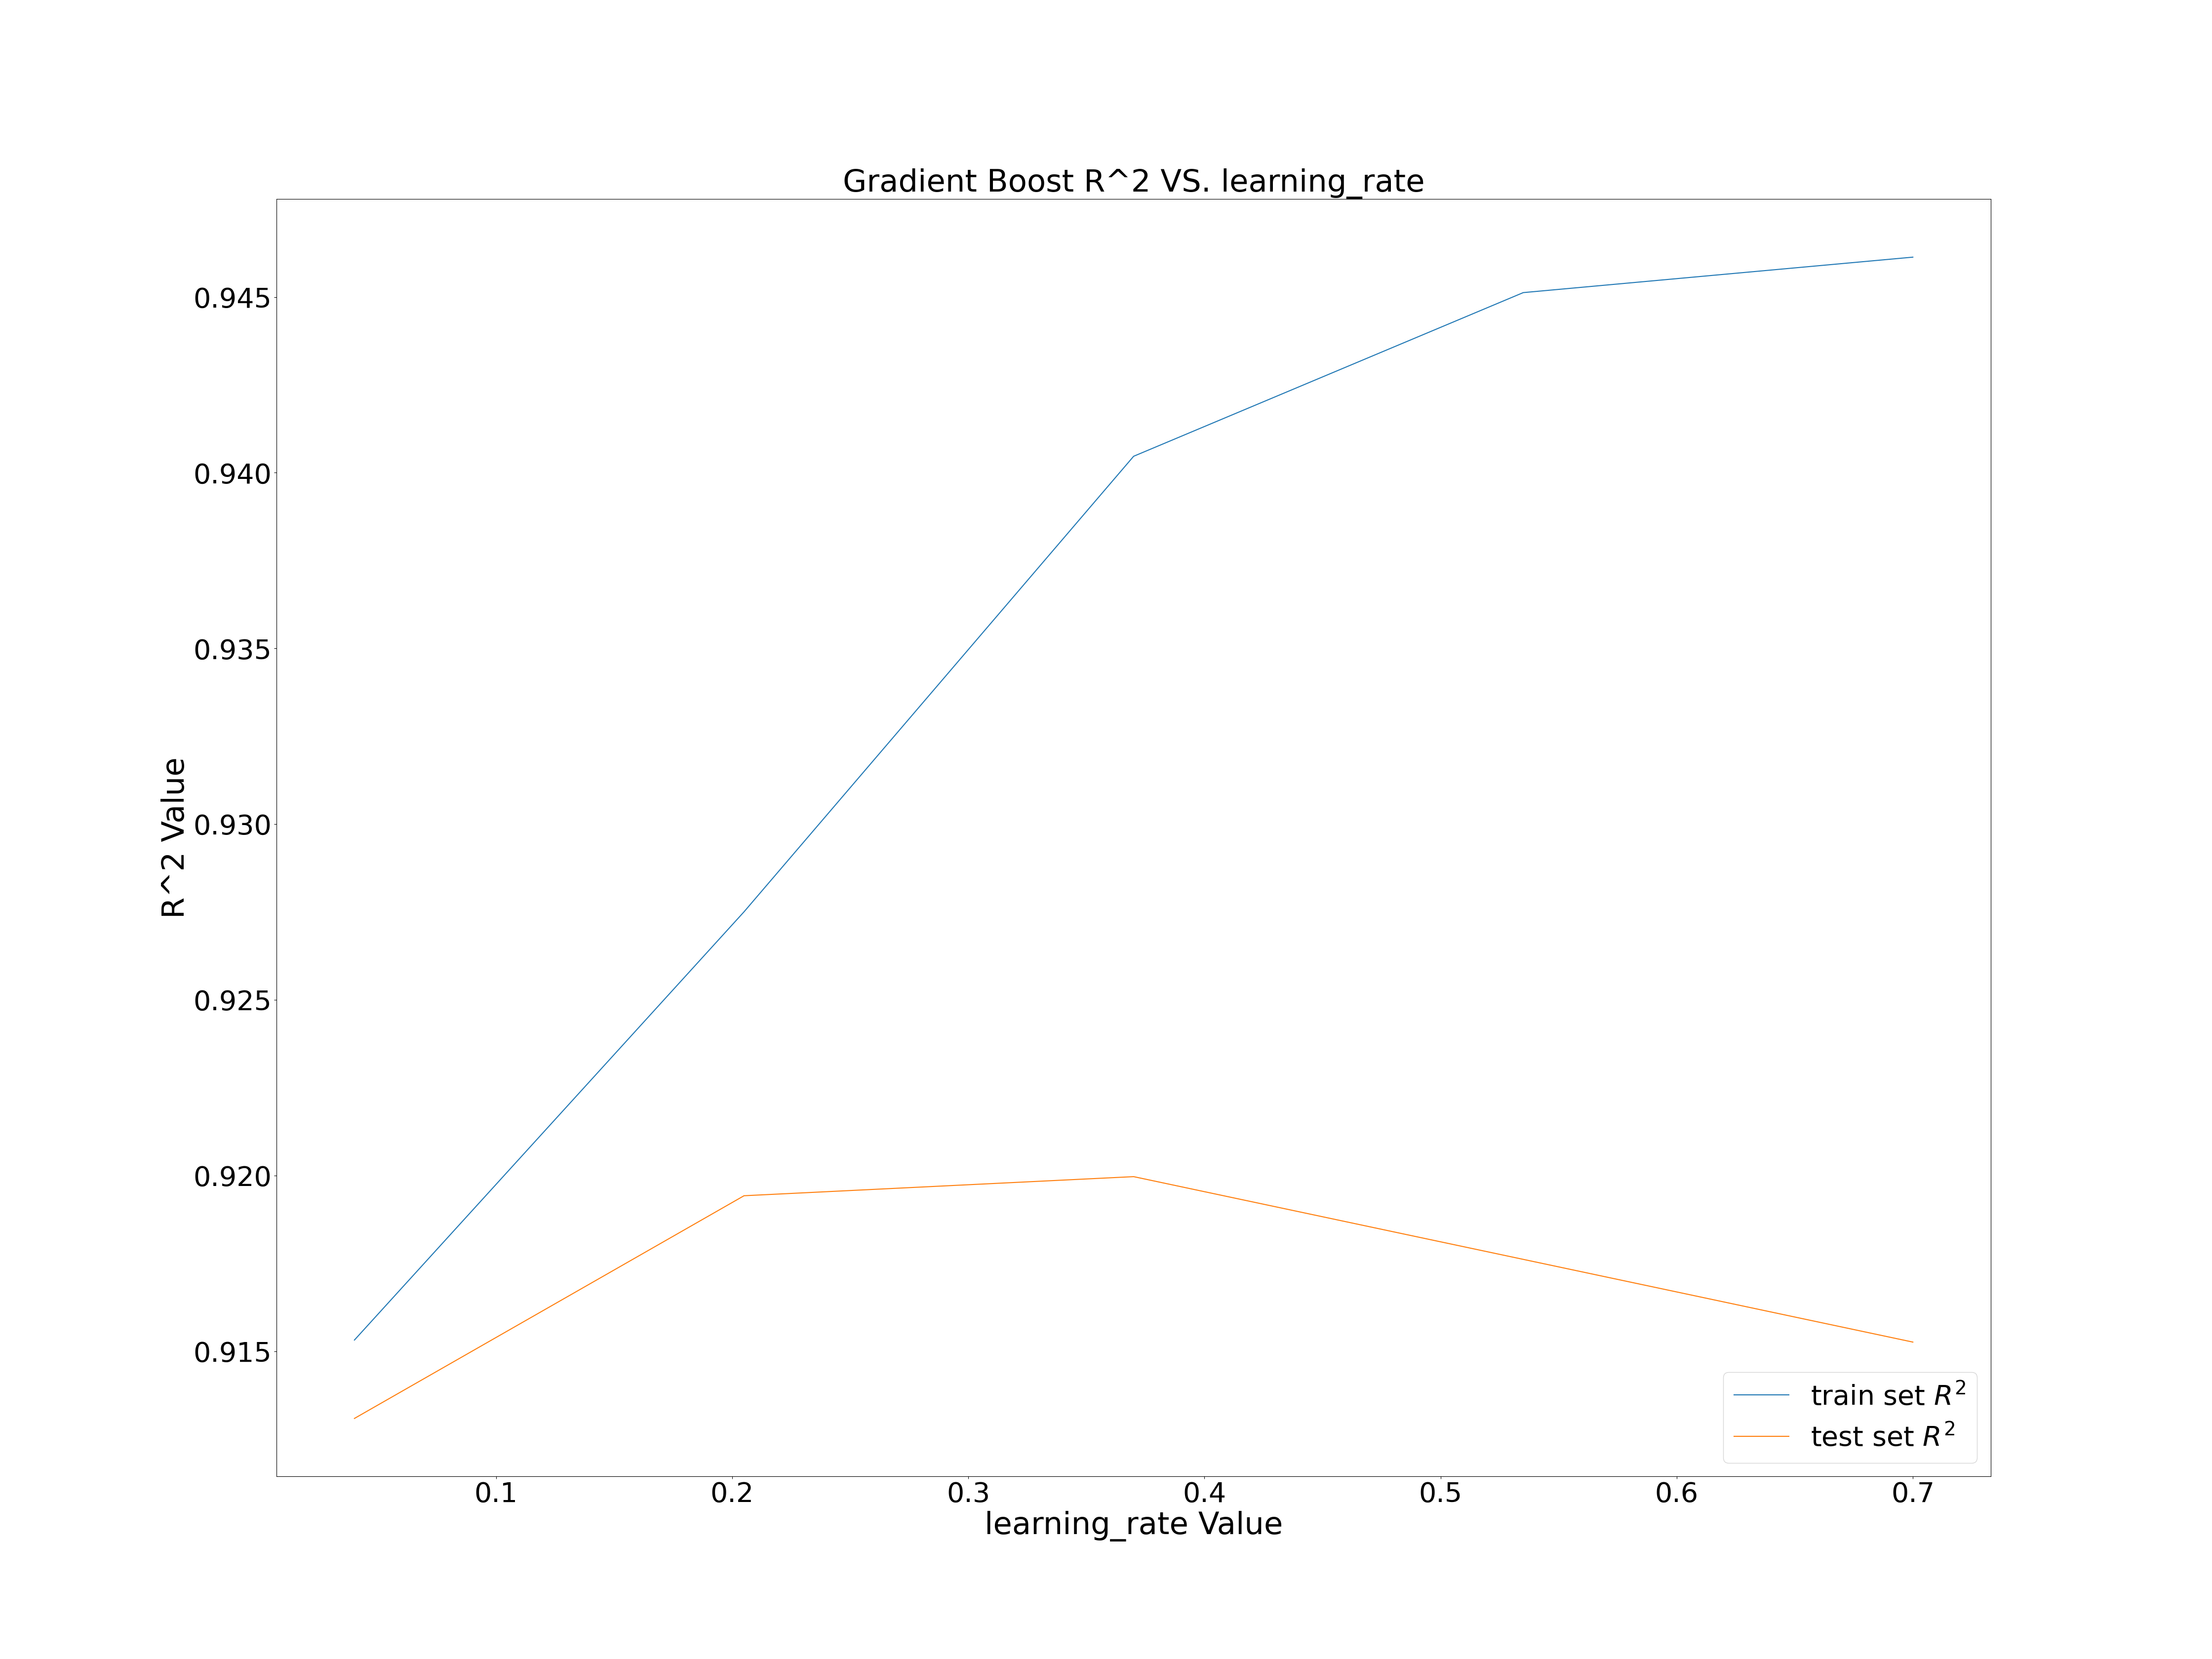 Gradient Boost R^2 VS. learning_rate
0.945
0.940
0.935
0.930
0.925
0.920
0.915
R^2 Value
0.1 0.2 0.3 0.4 0.5 0.6 0.7
learning_rate Value
train set R²
test set R²